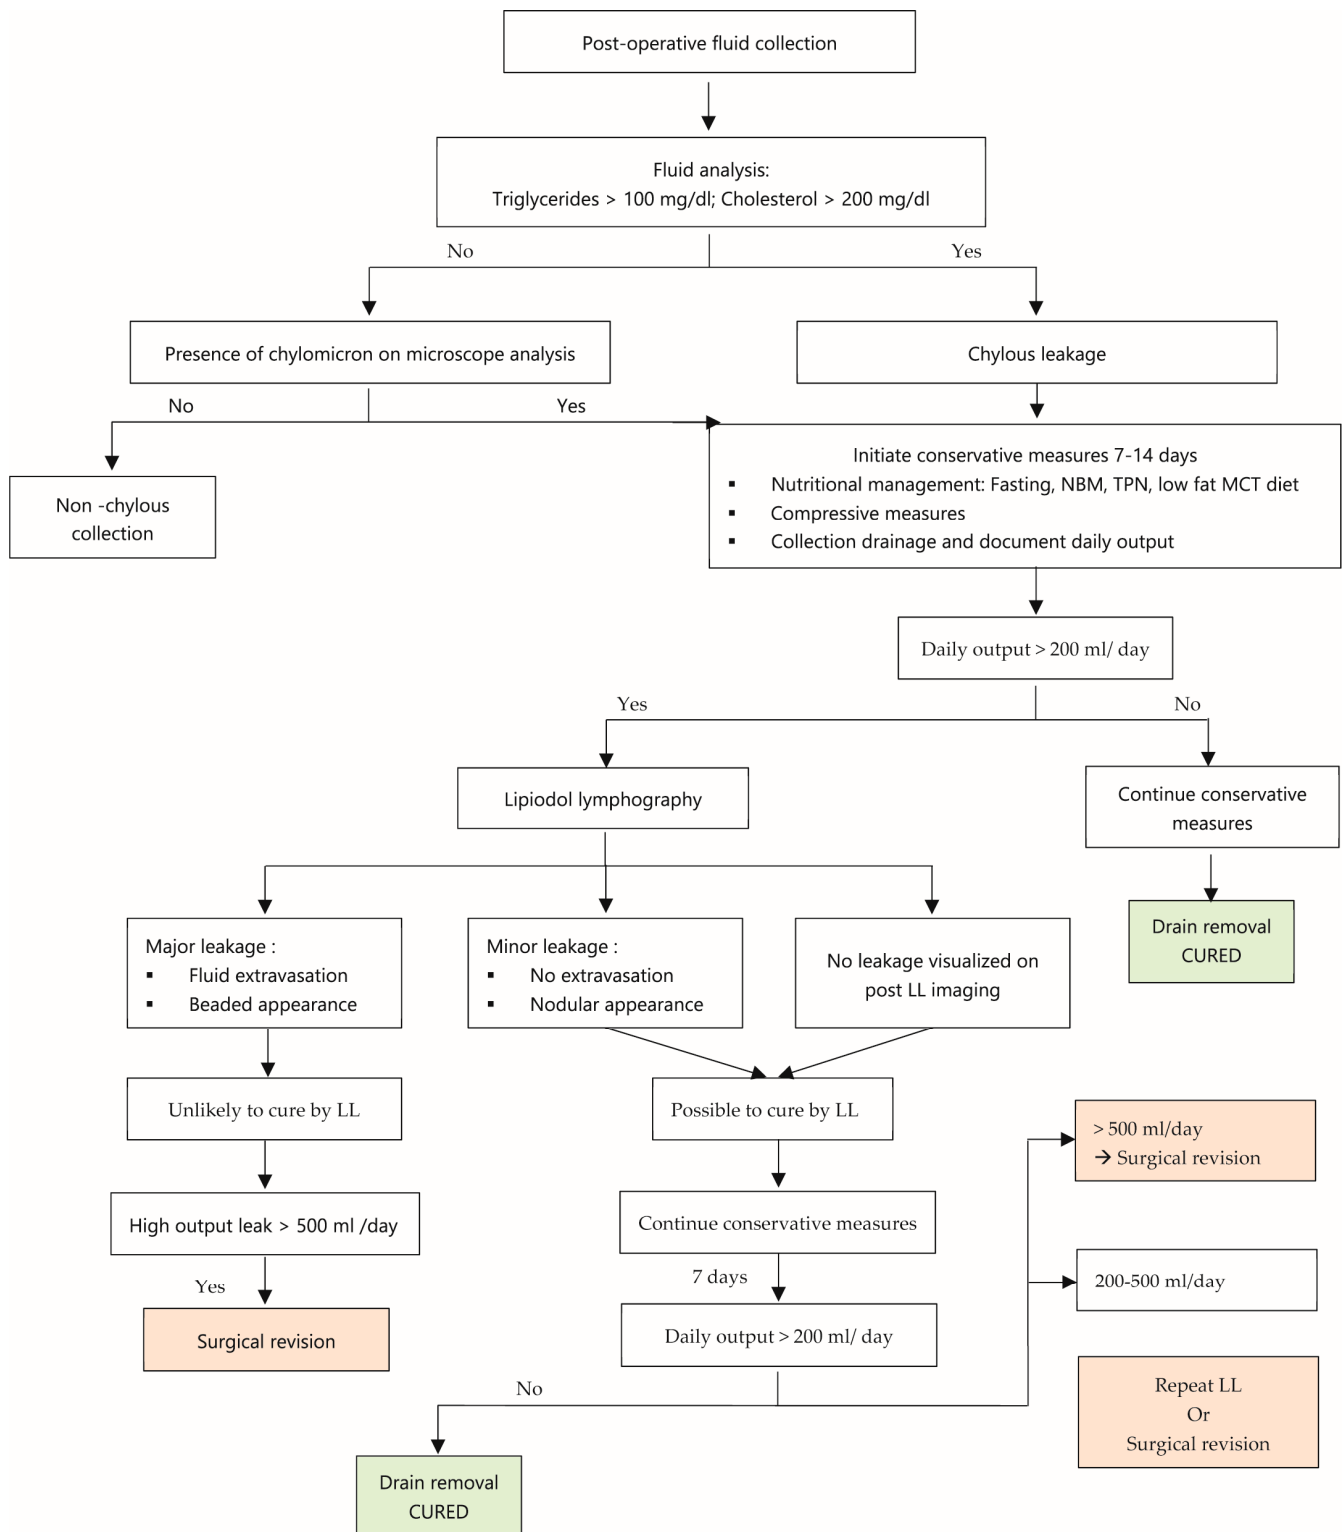 Post-operative fluid collection
Fluid analysis:
Triglycerides > 100 mg/dl; Cholesterol > 200 mg/dl
No
Yes
Presence of chylomicron on microscope analysis
Chylous leakage
No
Yes
Non -chylous
collection
Initiate conservative measures 7-14 days
▪ Nutritional management: Fasting, NBM, TPN, low fat MCT diet
▪ Compressive measures
▪ Collection drainage and document daily output
Daily output > 200 ml/ day
Yes
No
Lipiodol lymphography
Continue conservative
measures
Drain removal
CURED
Major leakage :
▪ Fluid extravasation
▪ Beaded appearance
Minor leakage :
▪ No extravasation
▪ Nodular appearance
No leakage visualized on
post LL imaging
Unlikely to cure by LL
Possible to cure by LL
> 500 ml/day
→ Surgical revision
High output leak > 500 ml /day
Continue conservative measures
Yes
7 days
200-500 ml/day
Surgical revision
Daily output > 200 ml/ day
No
Repeat LL
Or
Surgical revision
Drain removal
CURED